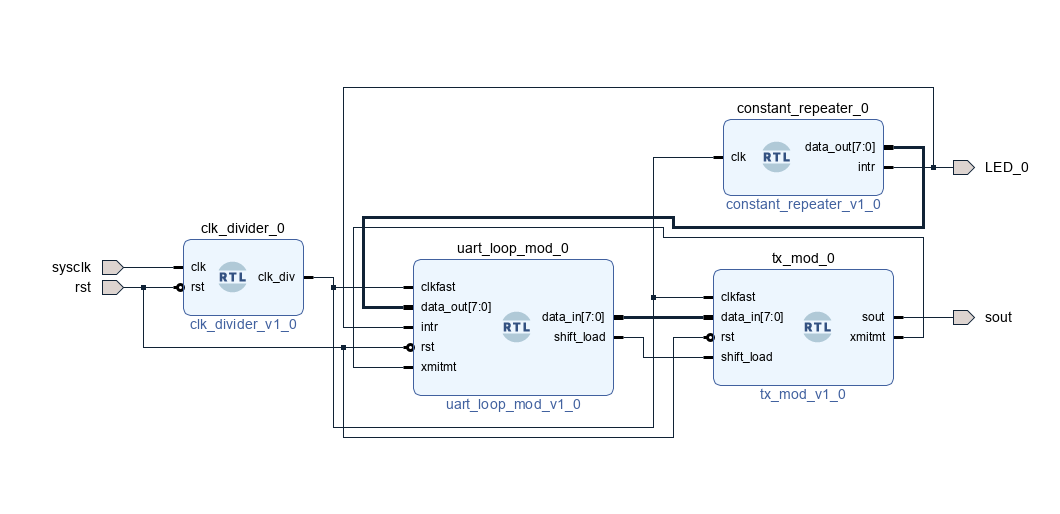 constant_repeater_0
clk
RTL
data_out[7:0]
intr
constant_repeater_v1_0
LED_0
clk_divider_0
sysclk
rst
clk
rst
RTL
clk_div
clk_divider_v1_0
uart_loop_mod_0
clkfast
data_out[7:0]
intr
rst
xmitmt
RTL
data_in[7:0]
shift_load
uart_loop_mod_v1_0
tx_mod_0
clkfast
data_in[7:0]
rst
shift_load
RTL
sout
xmitmt
tx_mod_v1_0
sout